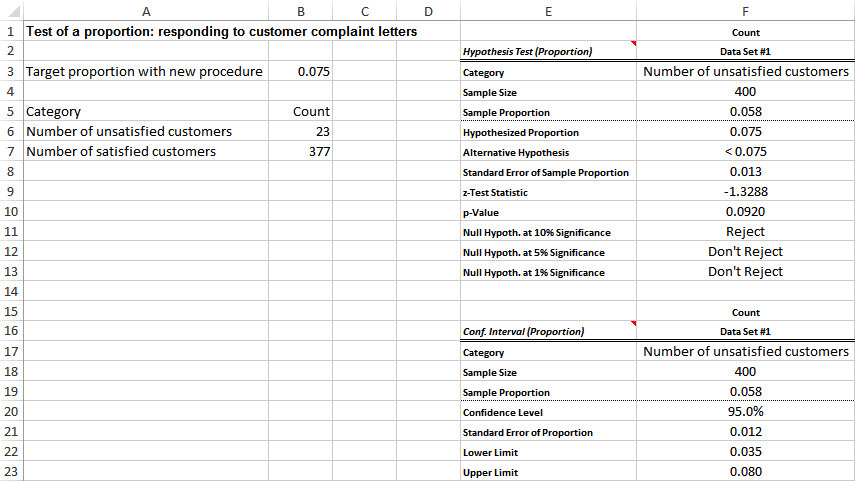 A B C D E F
1 Test of a proportion: responding to customer complaint letters Count
2 Hypothesis Test (Proportion) Data Set #1
3 Target proportion with new procedure 0.075 Category Number of unsatisfied customers
4 Sample Size 400
5 Category Count Sample Proportion 0.058
6 Number of unsatisfied customers 23 Hypothesized Proportion 0.075
7 Number of satisfied customers 377 Alternative Hypothesis < 0.075
8 Standard Error of Sample Proportion 0.013
9 z-Test Statistic -1.3288
10 p-Value 0.0920
11 Null Hypoth. at 10% Significance Reject
12 Null Hypoth. at 5% Significance Don't Reject
13 Null Hypoth. at 1% Significance Don't Reject
14
15 Count
16 Conf. Interval (Proportion) Data Set #1
17 Category Number of unsatisfied customers
18 Sample Size 400
19 Sample Proportion 0.058
20 Confidence Level 95.0%
21 Standard Error of Proportion 0.012
22 Lower Limit 0.035
23 Upper Limit 0.080